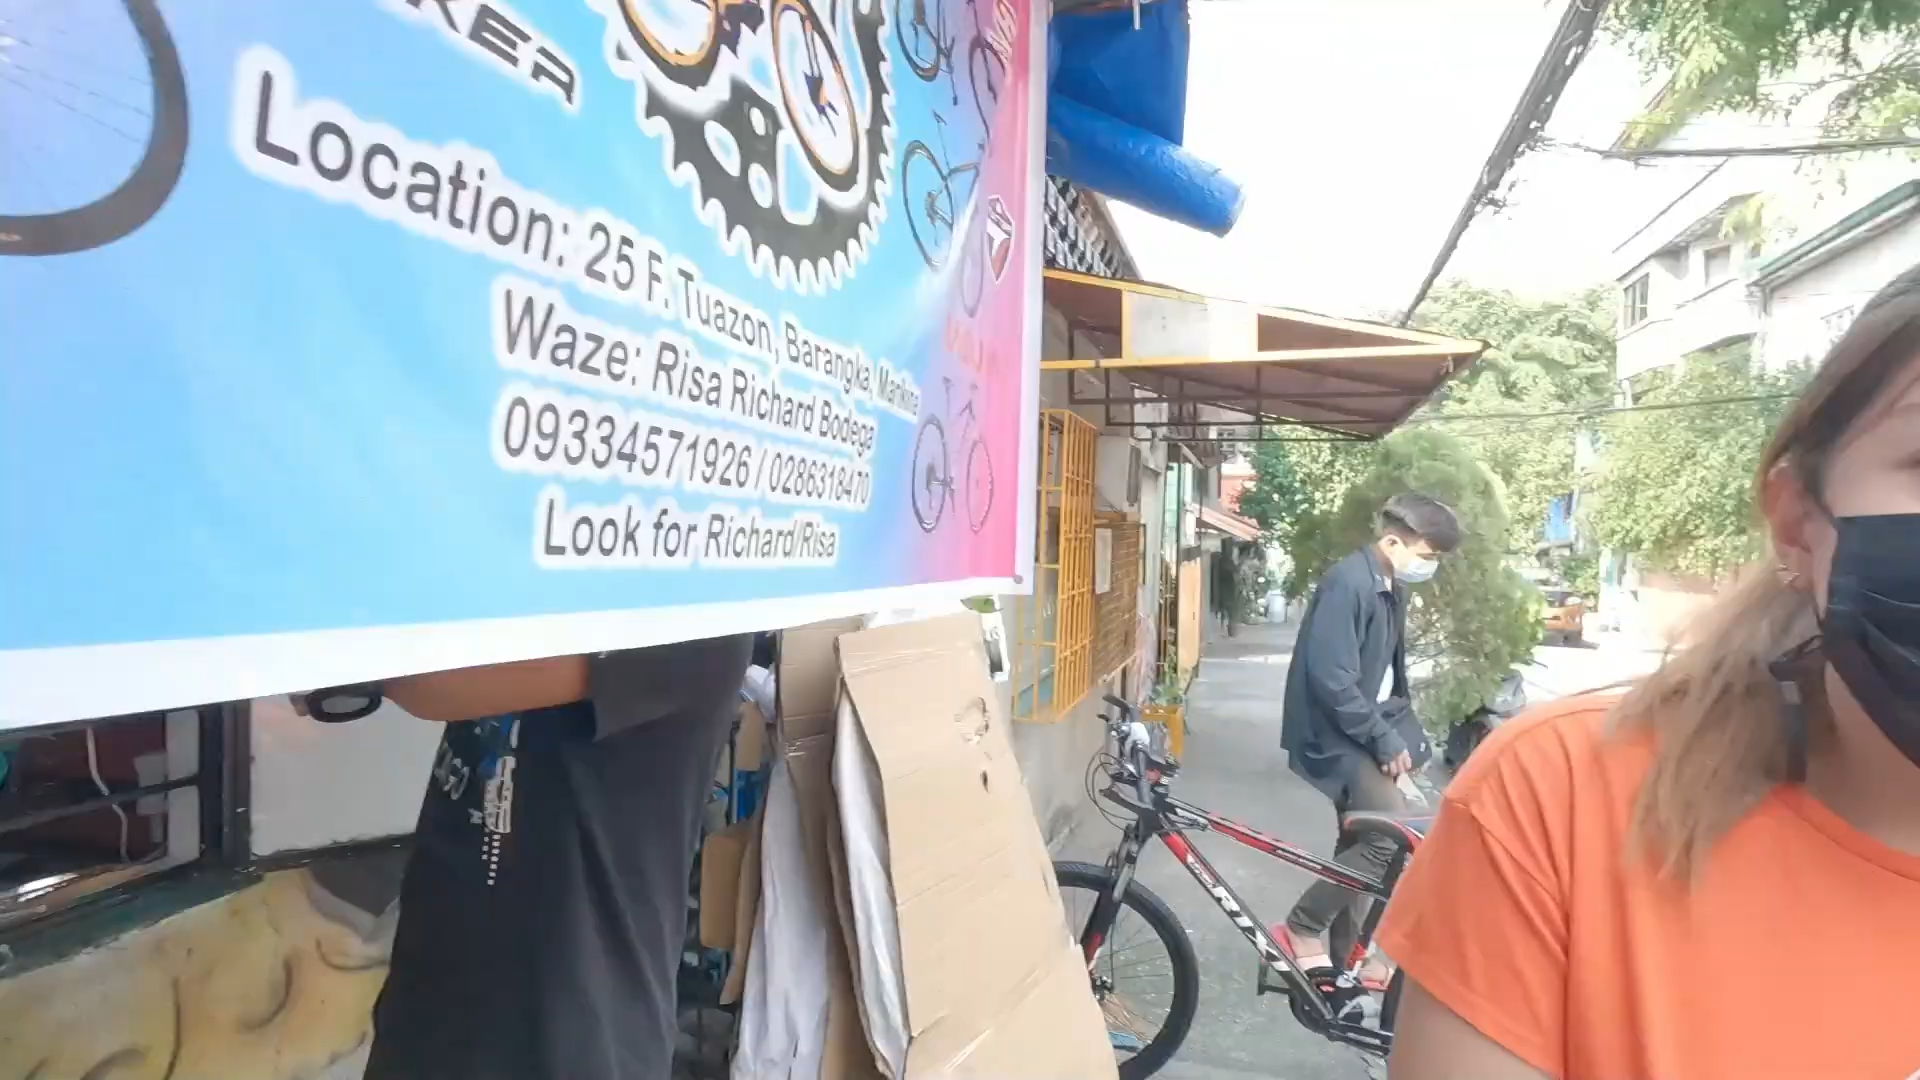 Location: 25 F. Tuazon, Barangka, Marikina
Waze: Risa Richard Bodega
09334571926 / 0286318470
Look for Richard/Risa